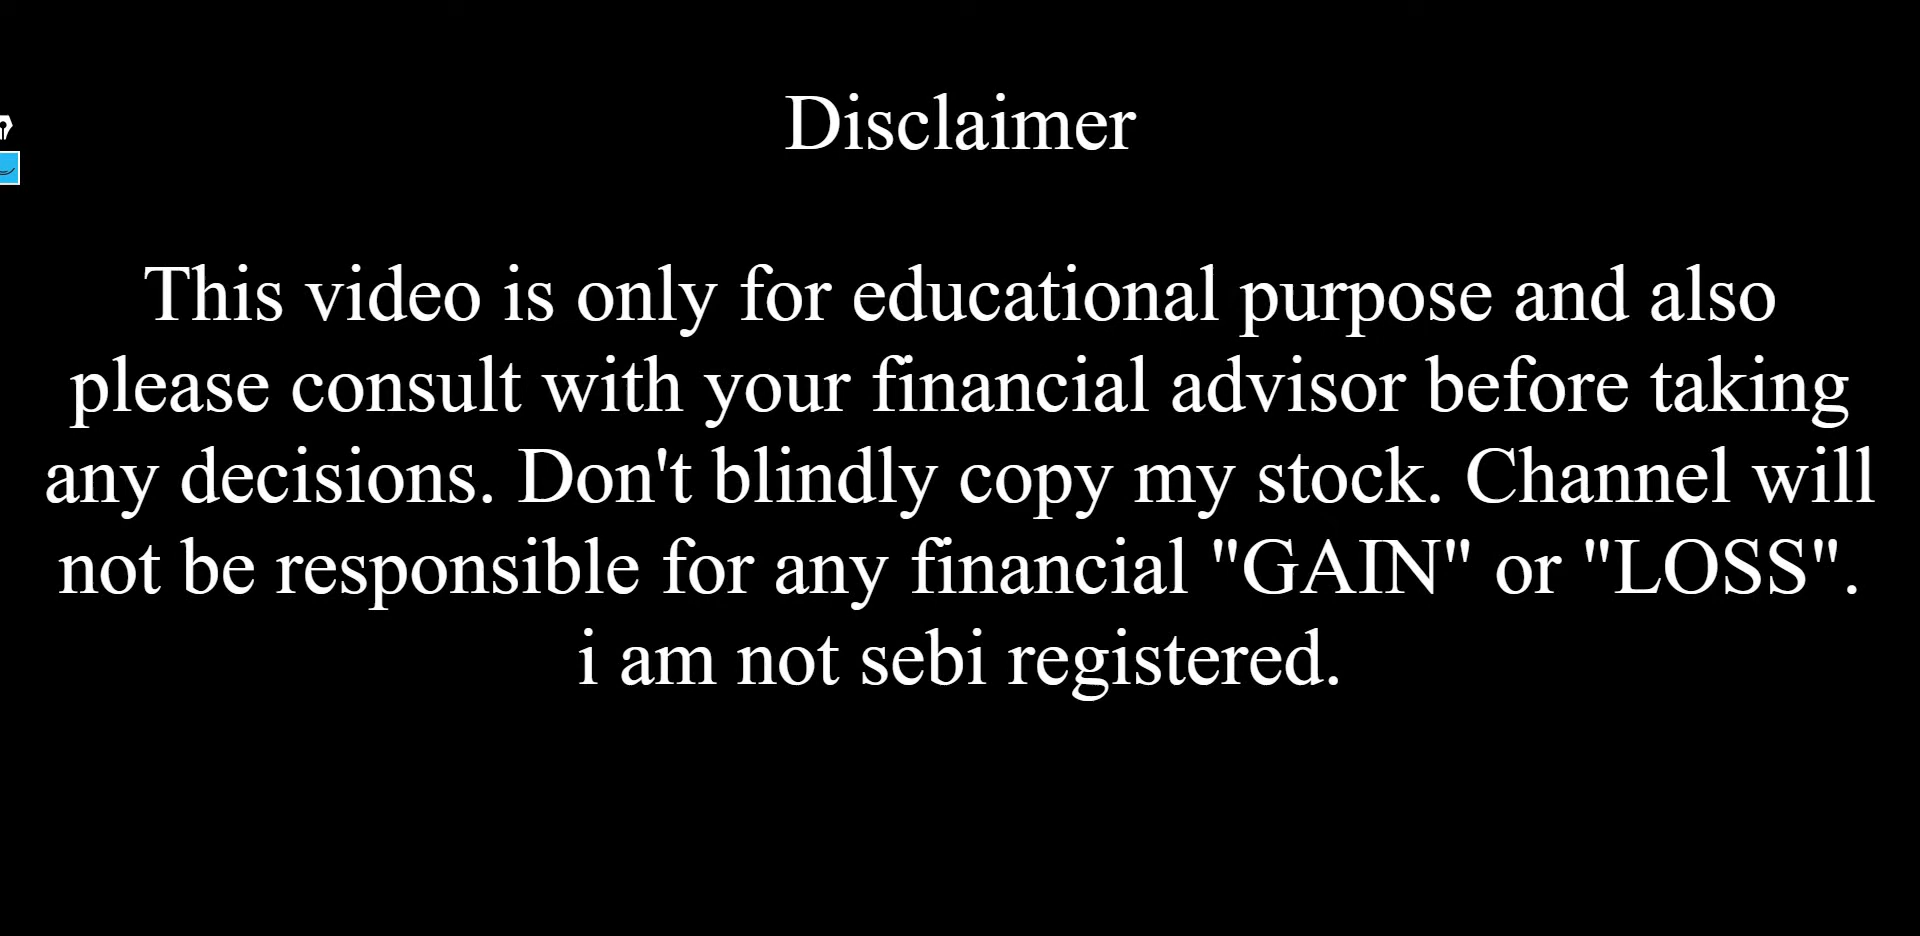 Disclaimer
This video is only for educational purpose and also
please consult with your financial advisor before taking
any decisions. Don't blindly copy my stock. Channel will
not be responsible for any financial "GAIN" or "LOSS".
i am not sebi registered.